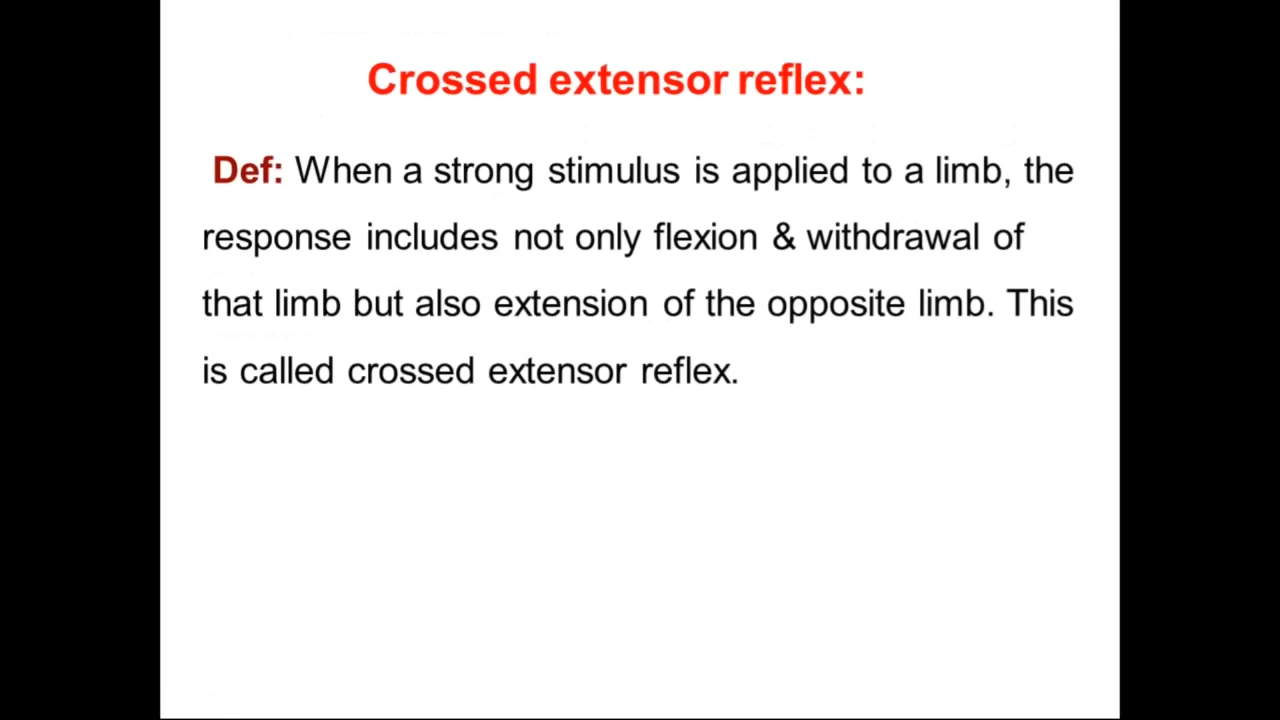 Crossed extensor reflex:
Def: When a strong stimulus is applied to a limb, the
response includes not only flexion & withdrawal of
that limb but also extension of the opposite limb. This
is called crossed extensor reflex.